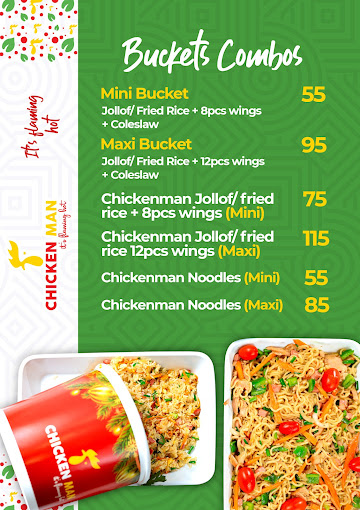 Buckets Combos
Mini Bucket 55
Jollof/ Fried Rice + 8pcs wings
+ Coleslaw
Maxi Bucket 95
Jollof/ Fried Rice + 12pcs wings
+ Coleslaw
Chickenman Jollof/ fried
rice + 8pcs wings (Mini) 75
Chickenman Jollof/ fried
rice 12pcs wings (Maxi) 115
Chickenman Noodles (Mini) 55
Chickenman Noodles (Maxi) 85
It's flaming
hot
CHICKEN MAN
it's flaming hot
CHICKEN MAN